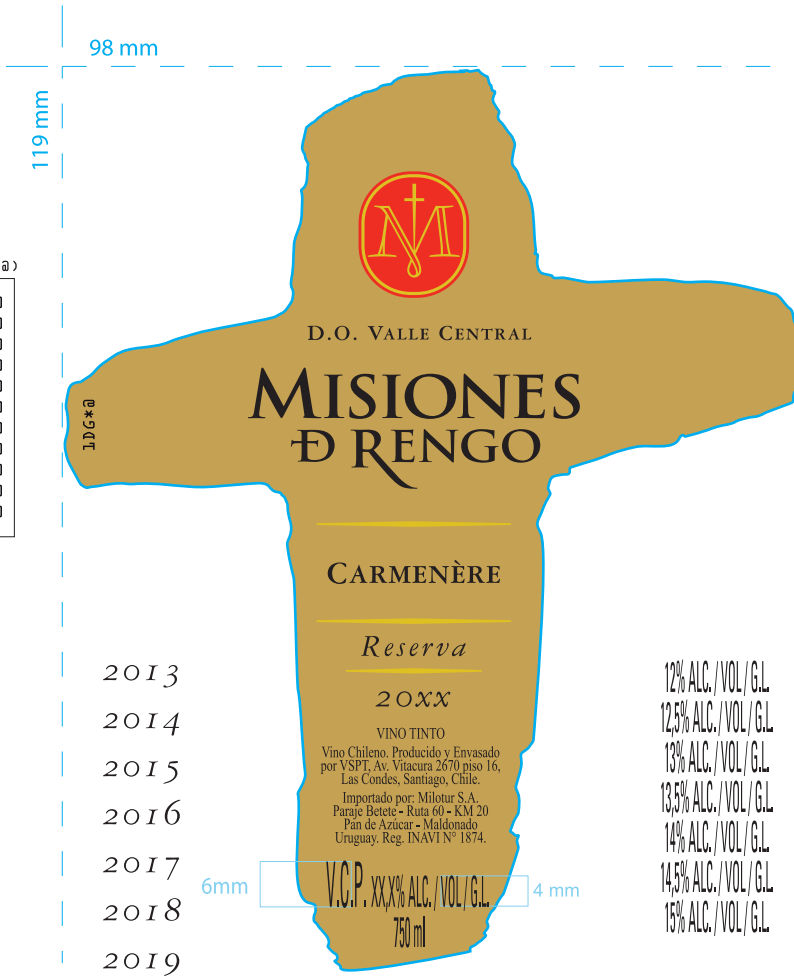 98 mm
119 mm
M
D.O. VALLE CENTRAL
MISIONES
Đ RENGO
LDG*@
CARMENÈRE
Reserva
20XX
VINO TINTO
Vino Chileno. Producido y Envasado
por VSPT, Av. Vitacura 2670 piso 16,
Las Condes, Santiago, Chile.
Importado por: Milotur S.A.
Paraje Betete - Ruta 60 - KM 20
Pan de Azúcar - Maldonado
Uruguay. Reg. INAVI N° 1874.
6mm
V.C.P. XX,X% ALC./VOL/G.L.
4 mm
750 ml
2013
2014
2015
2016
2017
2018
2019
12% ALC./VOL/G.L.
12,5% ALC./VOL/G.L.
13% ALC./VOL/G.L.
13,5% ALC./VOL/G.L.
14% ALC./VOL/G.L.
14,5% ALC./VOL/G.L.
15% ALC./VOL/G.L.